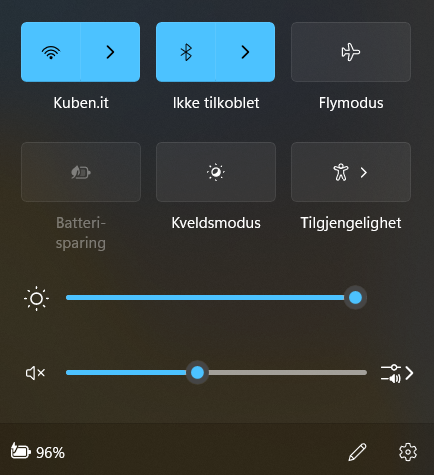 Kuben.it
Ikke tilkoblet
Flymodus
Batteri-
sparing
Kveldsmodus
Tilgjengelighet
96%